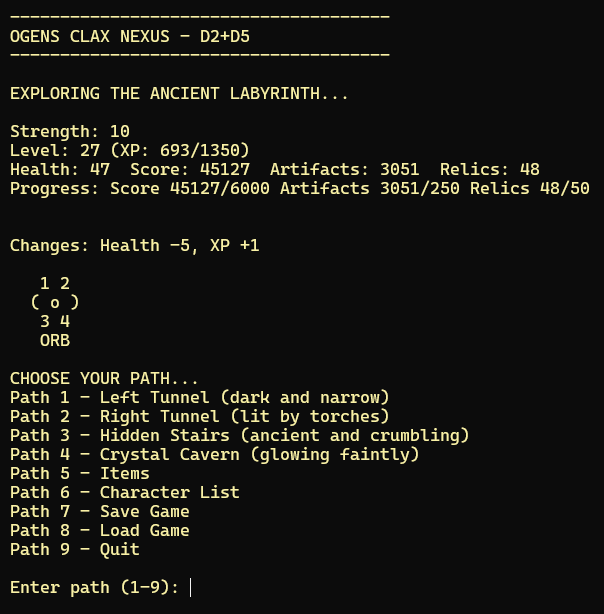 --------------------------------------
OGENS CLAX NEXUS - D2+D5
--------------------------------------
EXPLORING THE ANCIENT LABYRINTH...
Strength: 10
Level: 27 (XP: 693/1350)
Health: 47  Score: 45127  Artifacts: 3051  Relics: 48
Progress: Score 45127/6000 Artifacts 3051/250 Relics 48/50
Changes: Health -5, XP +1
1 2
( o )
3 4
ORB
CHOOSE YOUR PATH...
Path 1 - Left Tunnel (dark and narrow)
Path 2 - Right Tunnel (lit by torches)
Path 3 - Hidden Stairs (ancient and crumbling)
Path 4 - Crystal Cavern (glowing faintly)
Path 5 - Items
Path 6 - Character List
Path 7 - Save Game
Path 8 - Load Game
Path 9 - Quit
Enter path (1-9):